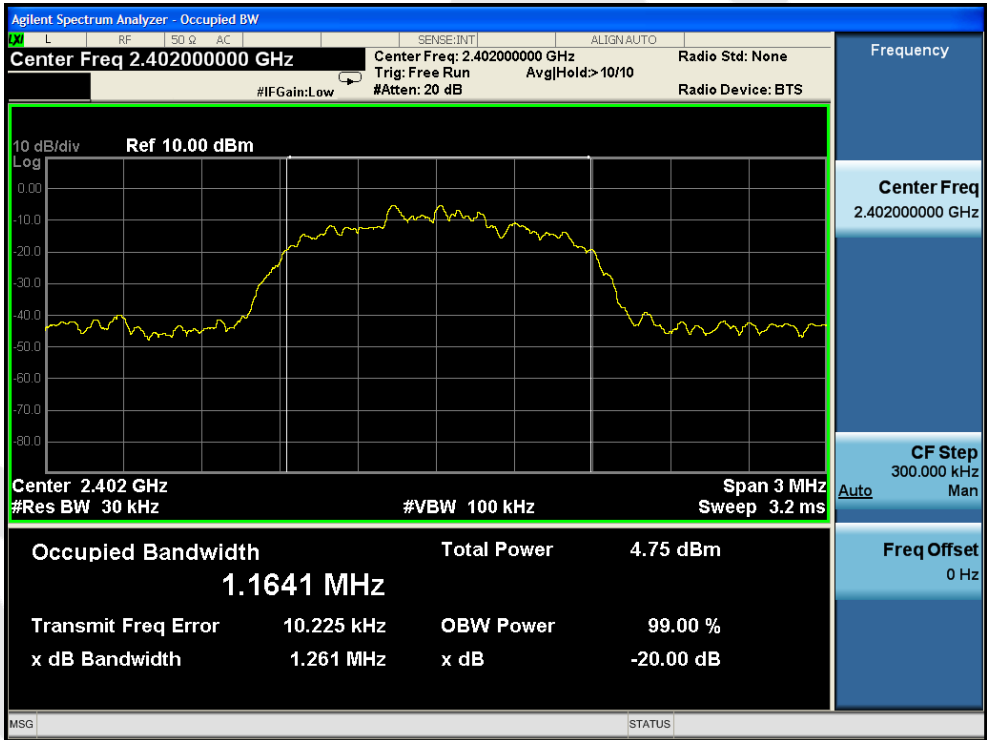 Agilent Spectrum Analyzer - Occupied BW
LXI L RF 50 Ω AC SENSE:INT ALIGN AUTO
Center Freq 2.402000000 GHz
#IFGain:Low
Center Freq: 2.402000000 GHz
Trig: Free Run Avg|Hold:>10/10
#Atten: 20 dB
Radio Std: None
Radio Device: BTS
10 dB/div Ref 10.00 dBm
Log
0.00
-10.0
-20.0
-30.0
-40.0
-50.0
-60.0
-70.0
-80.0
Center 2.402 GHz Span 3 MHz
#Res BW 30 kHz #VBW 100 kHz Sweep 3.2 ms
Occupied Bandwidth Total Power 4.75 dBm
1.1641 MHz
Transmit Freq Error 10.225 kHz OBW Power 99.00 %
x dB Bandwidth 1.261 MHz x dB -20.00 dB
MSG STATUS
Frequency
Center Freq
2.402000000 GHz
CF Step
300.000 kHz
Auto Man
Freq Offset
0 Hz